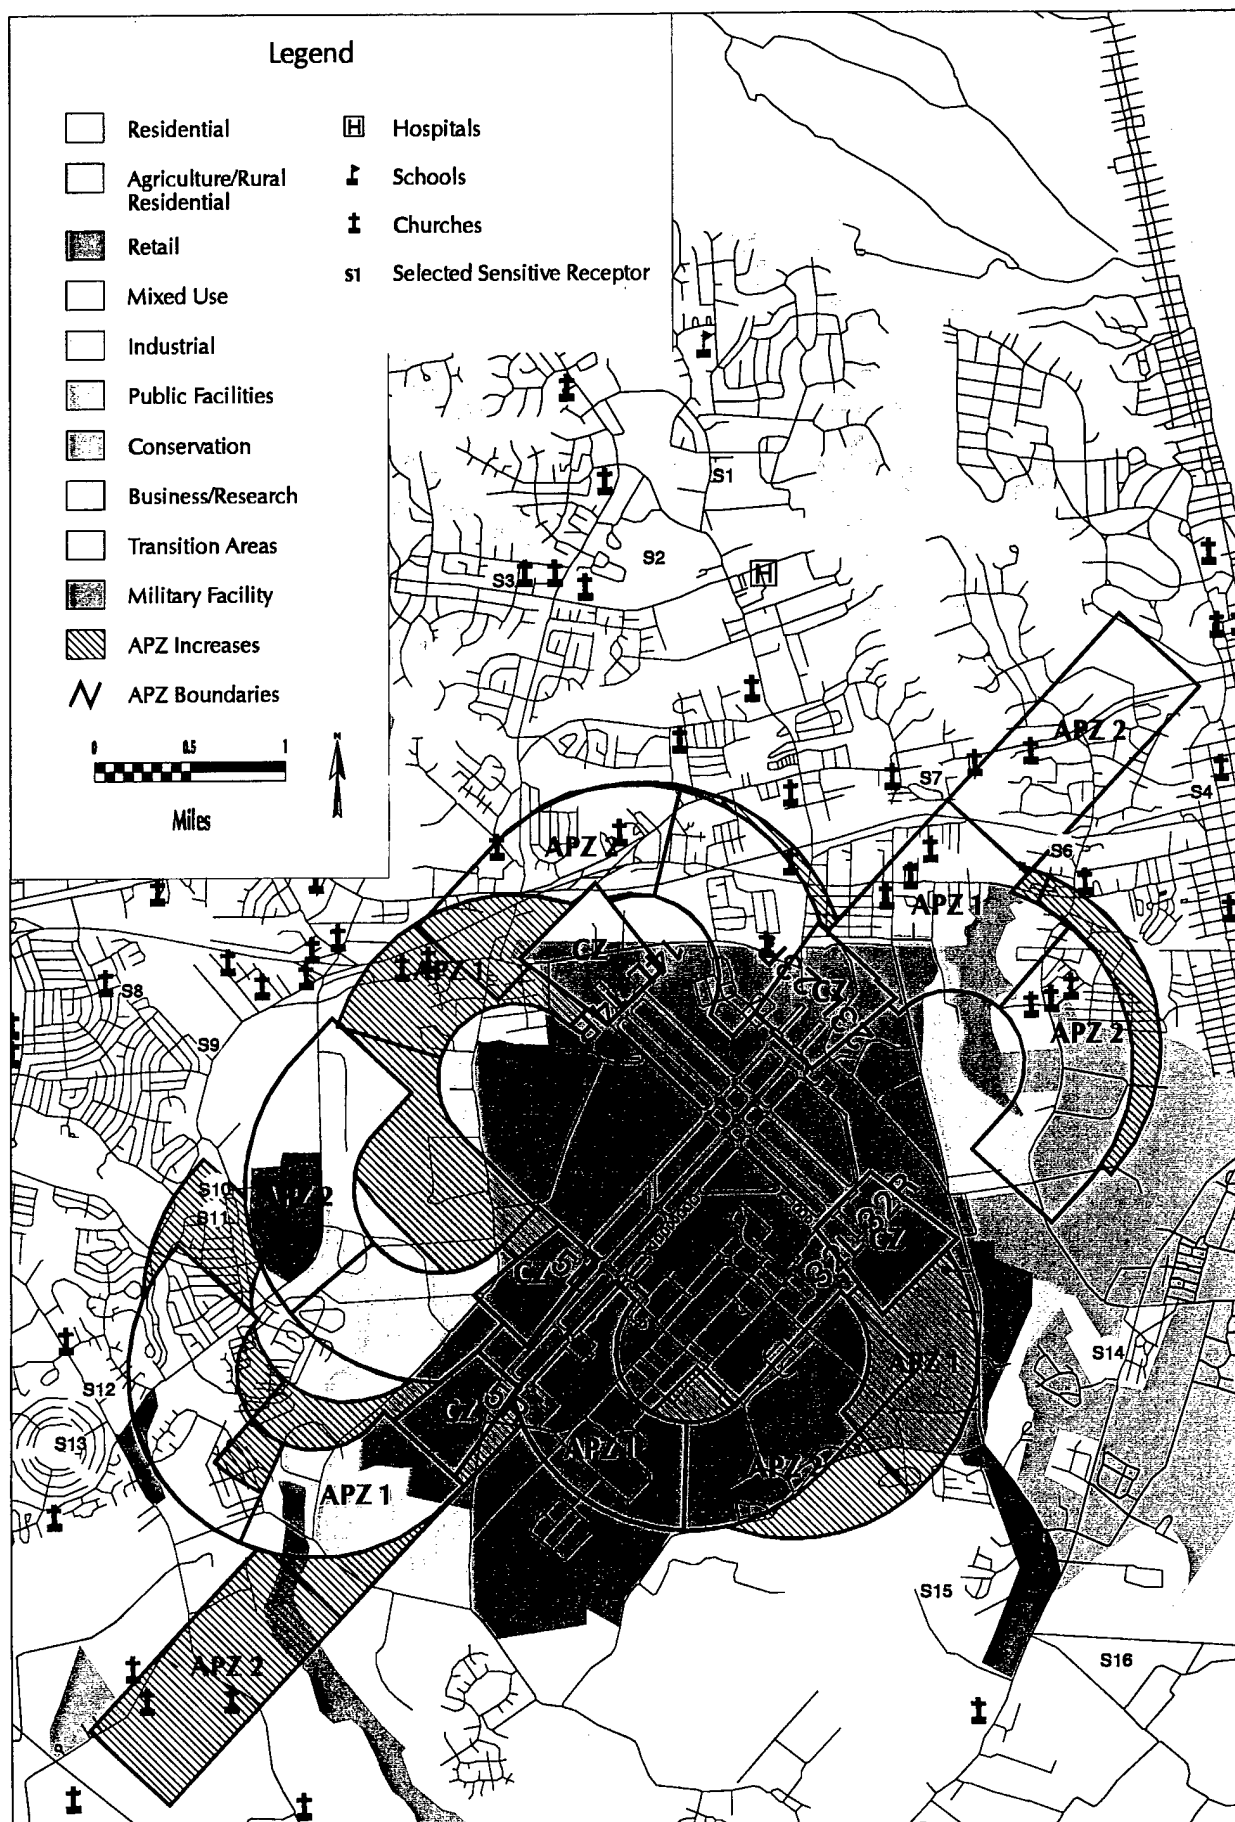 Legend
Residential
Agriculture/Rural
Residential
Retail
Mixed Use
Industrial
Public Facilities
Conservation
Business/Research
Transition Areas
Military Facility
APZ Increases
APZ Boundaries
H Hospitals
Schools
Churches
S1 Selected Sensitive Receptor
0 0.5 1
Miles
N
S1
S2
S3
H
APZ 2
S7
S4
APZ 2
S6
APZ 1
CZ
APZ 1
CZ
S8
S9
APZ 2
S10
S11
APZ 2
CZ
CZ
S14
APZ 1
S12
CZ
S13
APZ 1
APZ 2
APZ 1
S15
S16
APZ 2